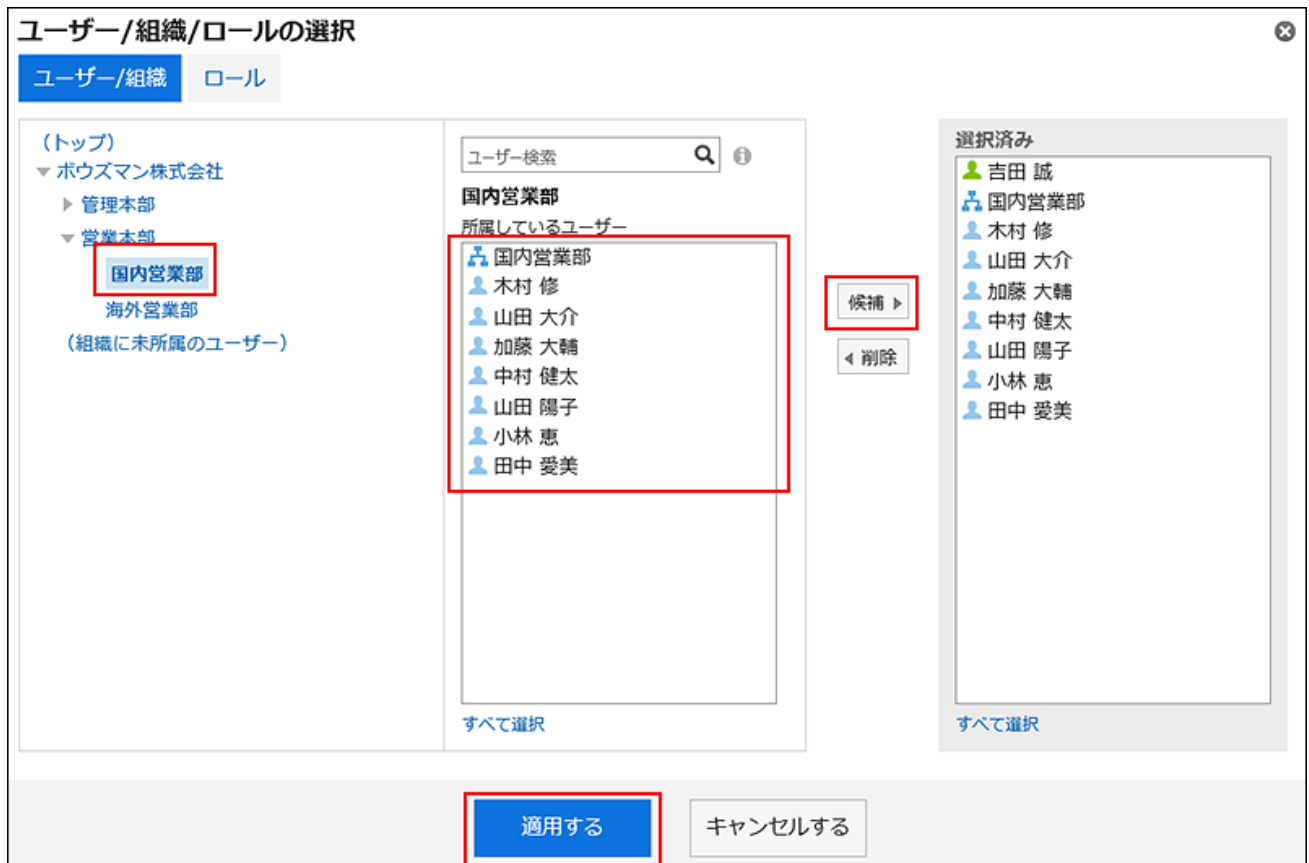 ユーザー/組織/ロールの選択
ユーザー/組織
ロール
(トップ)
ボウズマン株式会社
管理本部
営業本部
国内営業部
海外営業部
(組織に未所属のユーザー)
ユーザー検索
国内営業部
所属しているユーザー
国内営業部
木村 修
山田 大介
加藤 大輔
中村 健太
山田 陽子
小林 恵
田中 愛美
すべて選択
候補
削除
選択済み
吉田 誠
国内営業部
木村 修
山田 大介
加藤 大輔
中村 健太
山田 陽子
小林 恵
田中 愛美
すべて選択
適用する
キャンセルする